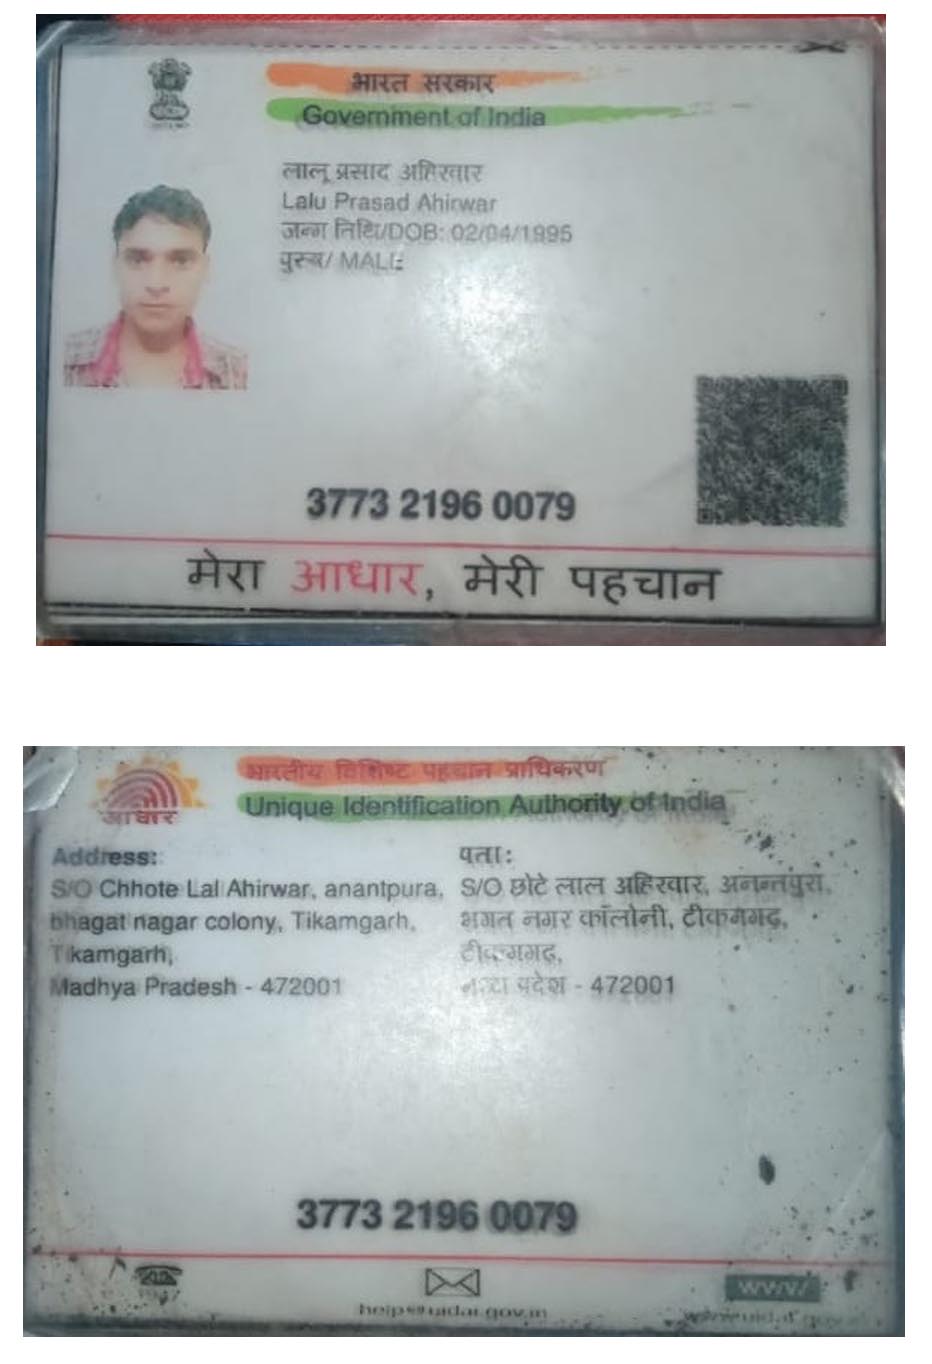 भारत सरकार
Government of India
लालू प्रसाद अहिरवार
Lalu Prasad Ahirwar
जन्म तिथि/DOB: 02/04/1995
पुरुष/ MALE
3773 2196 0079
मेरा आधार, मेरी पहचान
भारतीय विशिष्ट पहचान प्राधिकरण
Unique Identification Authority of India
आधार
Address:
S/O Chhote Lal Ahirwar, anantpura,
bhagat nagar colony, Tikamgarh,
Tikamgarh,
Madhya Pradesh - 472001
पता:
S/O छोटे लाल अहिरवार, अनन्तपुरा,
भगत नगर कॉलोनी, टीकमगढ़,
टीकमगढ़,
मध्य प्रदेश - 472001
3773 2196 0079
1947
help@uidai.gov.in
www